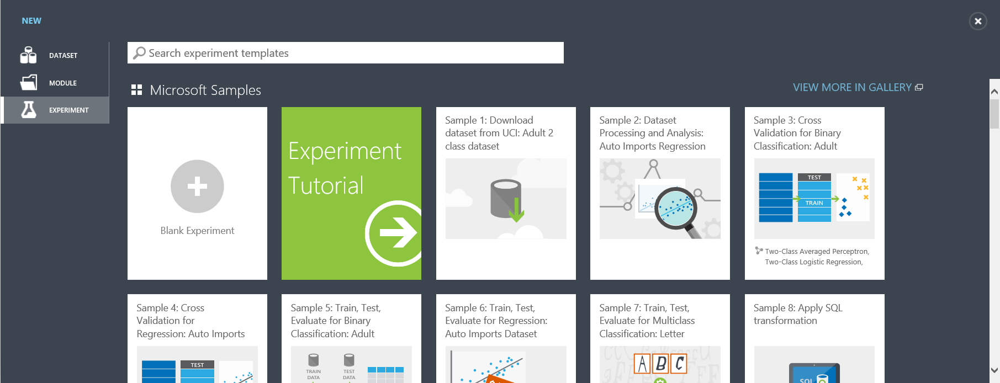 NEW
DATASET
MODULE
EXPERIMENT
Search experiment templates
Microsoft Samples
VIEW MORE IN GALLERY
Blank Experiment
Experiment
Tutorial
Sample 1: Download
dataset from UCI: Adult 2
class dataset
Sample 2: Dataset
Processing and Analysis:
Auto Imports Regression
Sample 3: Cross
Validation for Binary
Classification: Adult
TEST
TRAIN
Two-Class Averaged Perceptron,
Two-Class Logistic Regression,
Sample 4: Cross
Validation for
Regression: Auto Imports
TEST
Sample 5: Train, Test,
Evaluate for Binary
Classification: Adult
TRAIN
DATA
TEST
DATA
Sample 6: Train, Test,
Evaluate for Regression:
Auto Imports Dataset
Sample 7: Train, Test,
Evaluate for Multiclass
Classification: Letter
A B C
Sample 8: Apply SQL
transformation
SQL